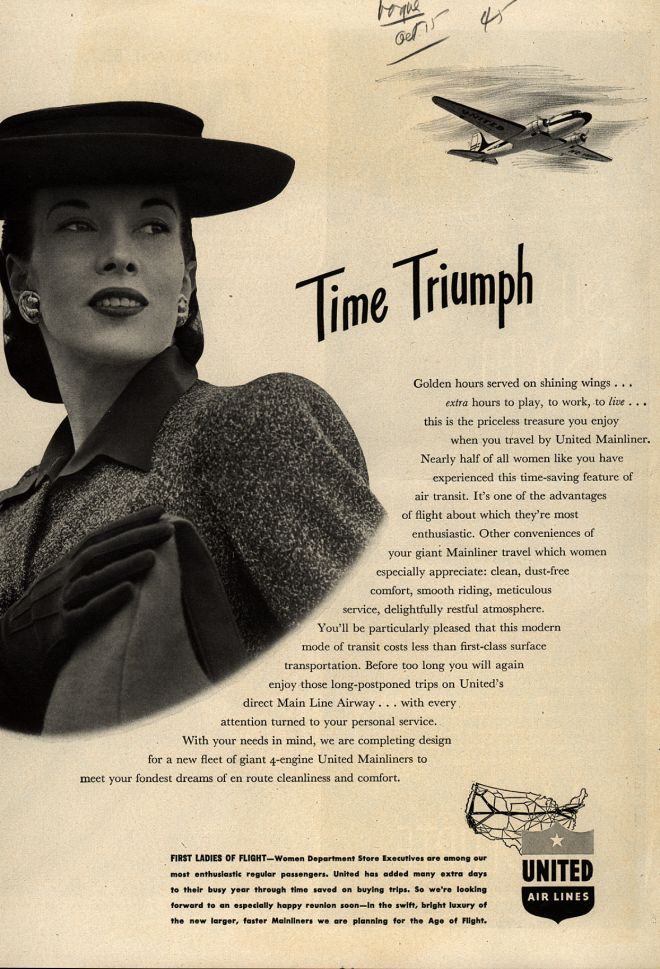 Vogue
Oct 15
45
UNITED
Time Triumph
Golden hours served on shining wings . . .
extra hours to play, to work, to live . . .
this is the priceless treasure you enjoy
when you travel by United Mainliner.
Nearly half of all women like you have
experienced this time-saving feature of
air transit. It's one of the advantages
of flight about which they're most
enthusiastic. Other conveniences of
your giant Mainliner travel which women
especially appreciate: clean, dust-free
comfort, smooth riding, meticulous
service, delightfully restful atmosphere.
You'll be particularly pleased that this modern
mode of transit costs less than first-class surface
transportation. Before too long you will again
enjoy those long-postponed trips on United's
direct Main Line Airway . . . with every
attention turned to your personal service.
With your needs in mind, we are completing design
for a new fleet of giant 4-engine United Mainliners to
meet your fondest dreams of en route cleanliness and comfort.
FIRST LADIES OF FLIGHT—Women Department Store Executives are among our
most enthusiastic regular passengers. United has added many extra days
to their busy year through time saved on buying trips. So we're looking
forward to an especially happy reunion soon—in the swift, bright luxury of
the new larger, faster Mainliners we are planning for the Age of Flight.
UNITED
AIR LINES